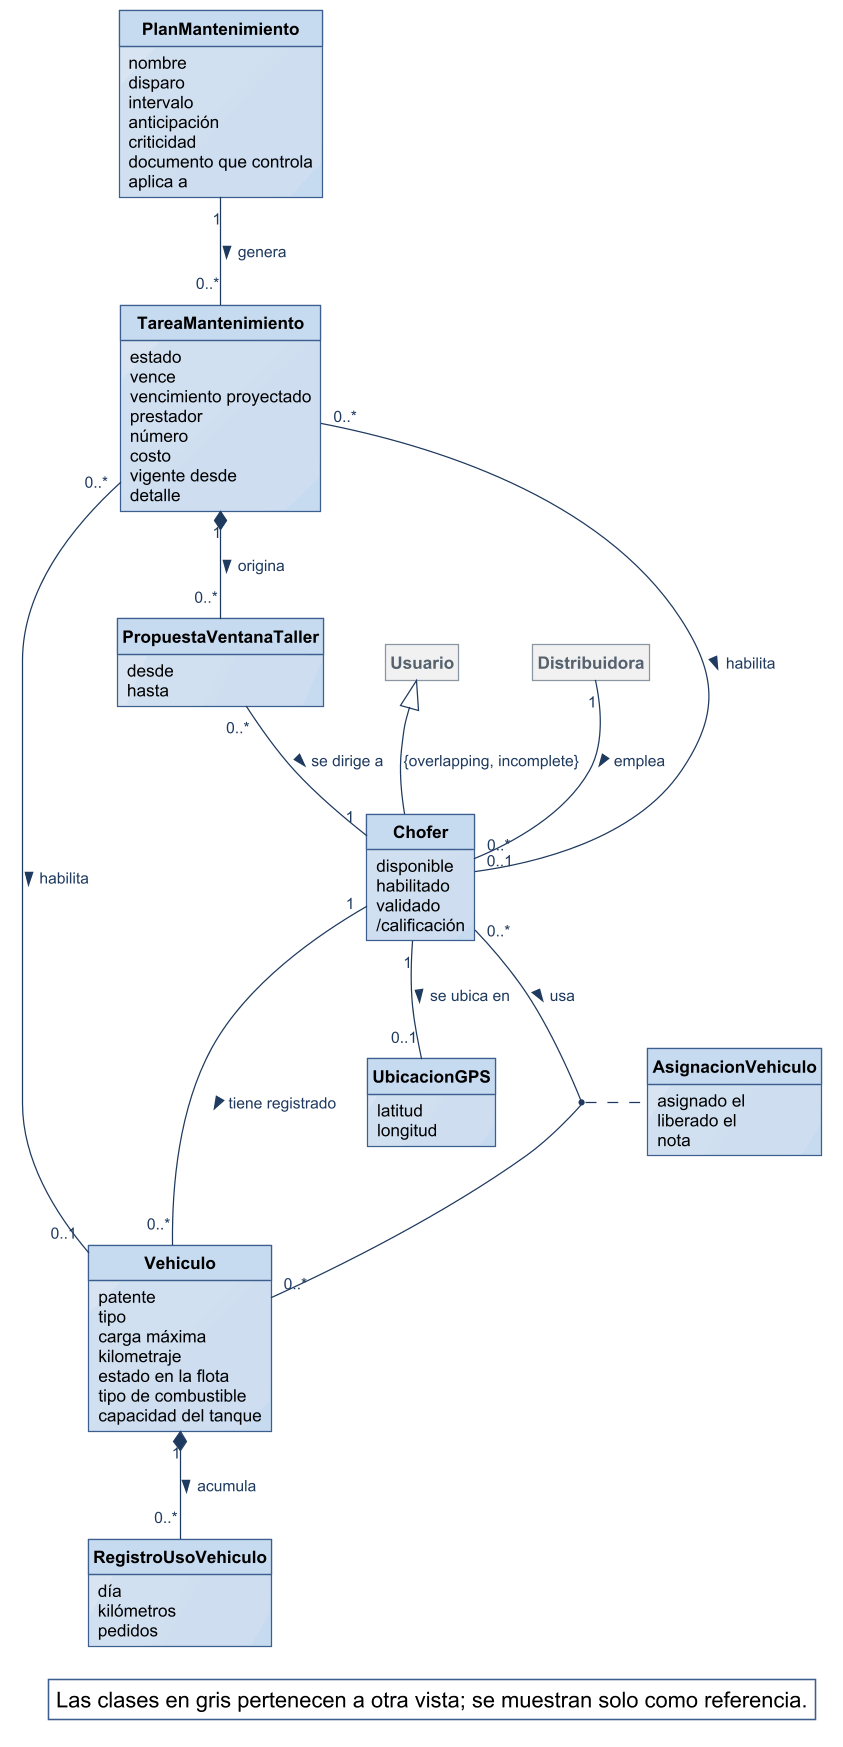 PlanMantenimiento
nombre
disparo
intervalo
anticipación
criticidad
documento que controla
aplica a
1
genera
0..*
TareaMantenimiento
estado
vence
vencimiento proyectado
prestador
número
costo
vigente desde
detalle
0..*
0..*
1
origina
0..*
PropuestaVentanaTaller
desde
hasta
Usuario
Distribuidora
habilita
1
0..*
se dirige a
{overlapping, incomplete}
emplea
1
0..*
0..1
Chofer
disponible
habilitado
validado
/calificación
habilita
1
0..*
1
se ubica en
usa
0..1
UbicacionGPS
latitud
longitud
AsignacionVehiculo
asignado el
liberado el
nota
tiene registrado
0..*
0..1
0..*
Vehiculo
patente
tipo
carga máxima
kilometraje
estado en la flota
tipo de combustible
capacidad del tanque
1
acumula
0..*
RegistroUsoVehiculo
día
kilómetros
pedidos
Las clases en gris pertenecen a otra vista; se muestran solo como referencia.